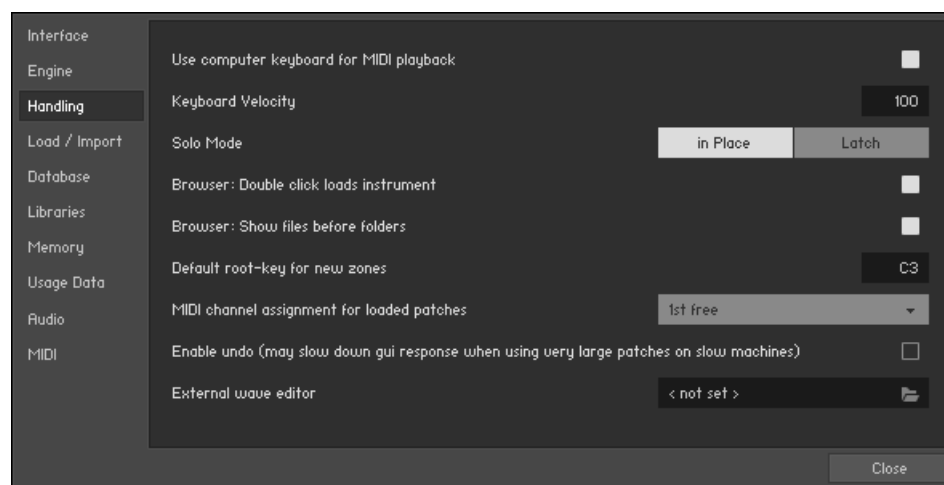 Interface
Engine
Handling
Load / Import
Database
Libraries
Memory
Usage Data
Audio
MIDI
Use computer keyboard for MIDI playback
Keyboard Velocity 100
Solo Mode in Place Latch
Browser: Double click loads instrument
Browser: Show files before folders
Default root-key for new zones C3
MIDI channel assignment for loaded patches 1st free
Enable undo (may slow down gui response when using very large patches on slow machines)
External wave editor < not set >
Close